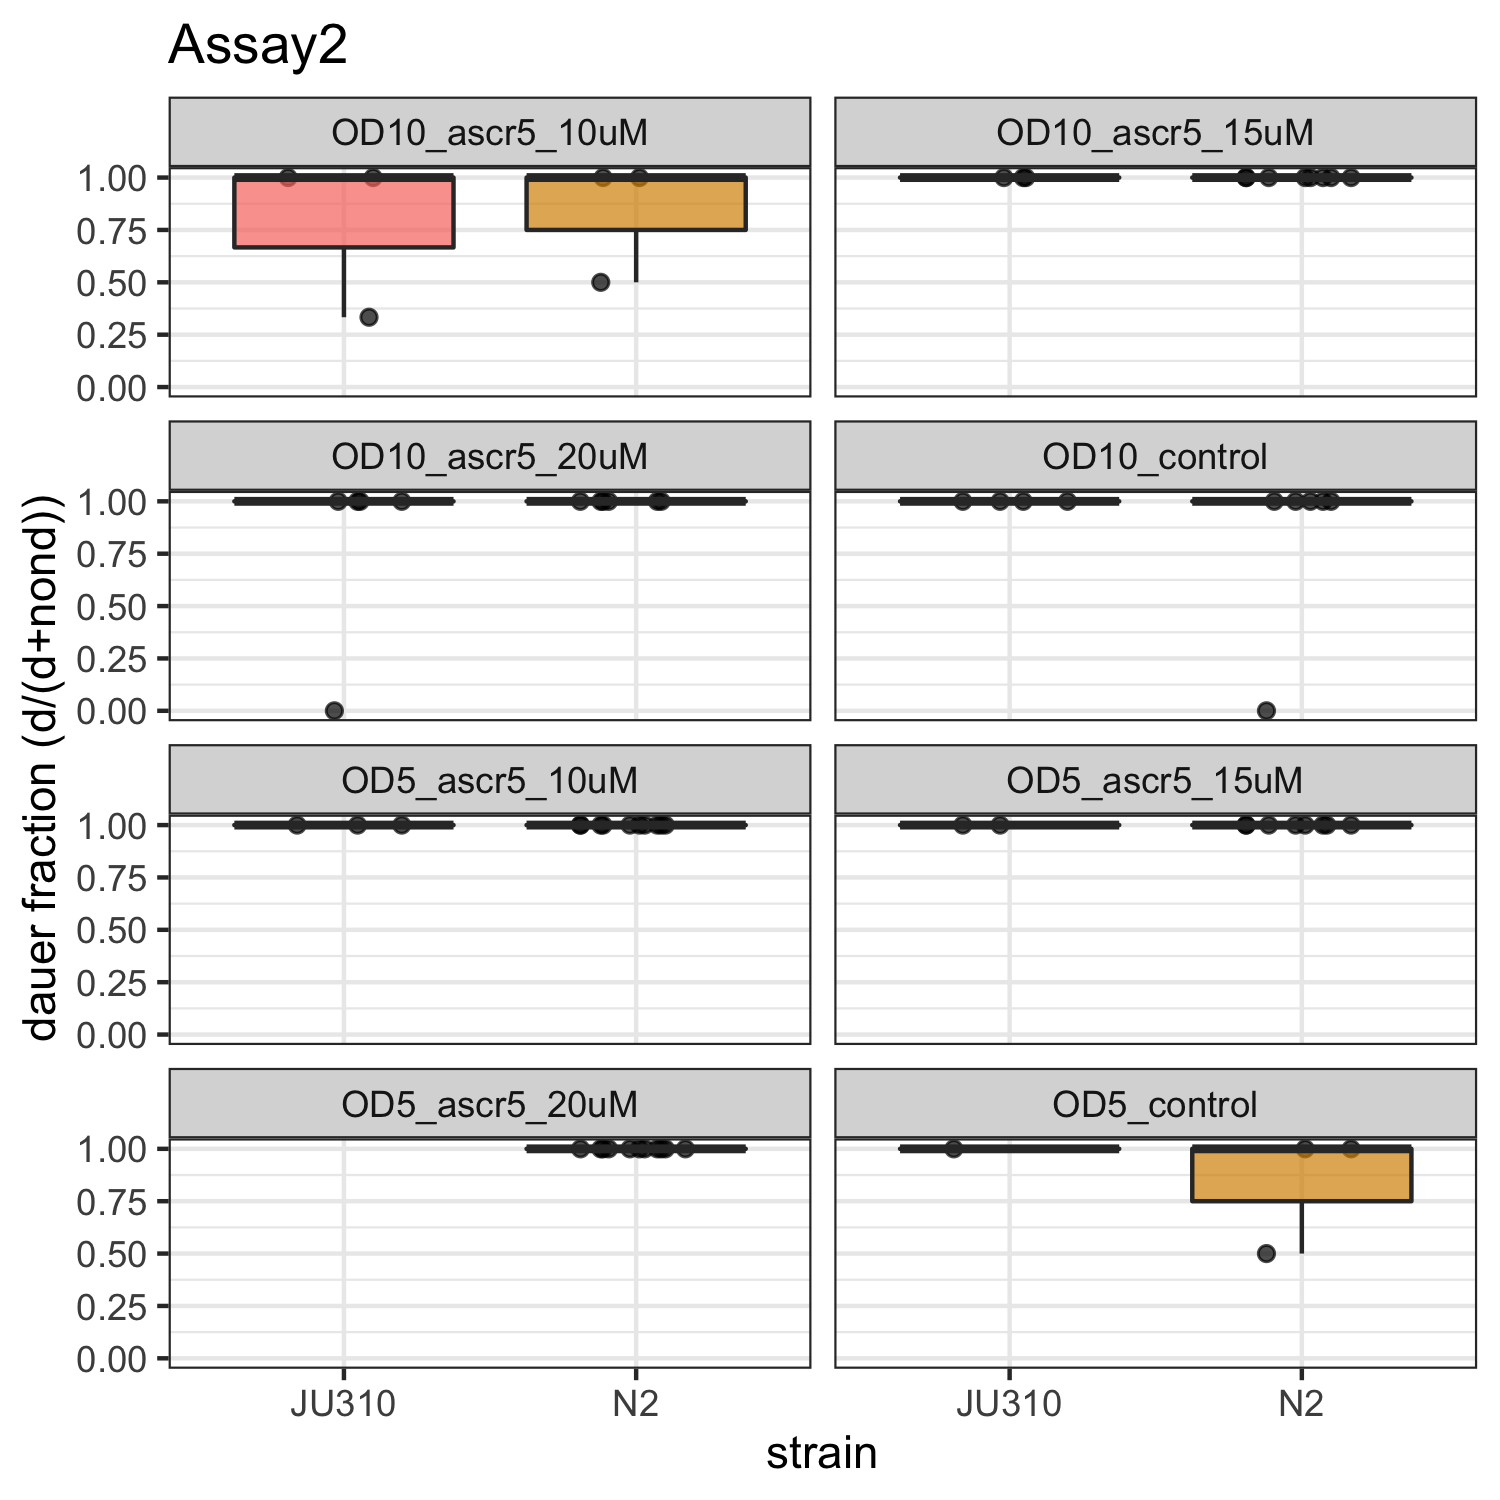 Assay2
OD10_ascr5_10uM
OD10_ascr5_15uM
1.00
0.75
0.50
0.25
0.00
OD10_ascr5_20uM
OD10_control
1.00
0.75
0.50
0.25
0.00
dauer fraction (d/(d+nond))
OD5_ascr5_10uM
OD5_ascr5_15uM
1.00
0.75
0.50
0.25
0.00
OD5_ascr5_20uM
OD5_control
1.00
0.75
0.50
0.25
0.00
JU310
N2
JU310
N2
strain